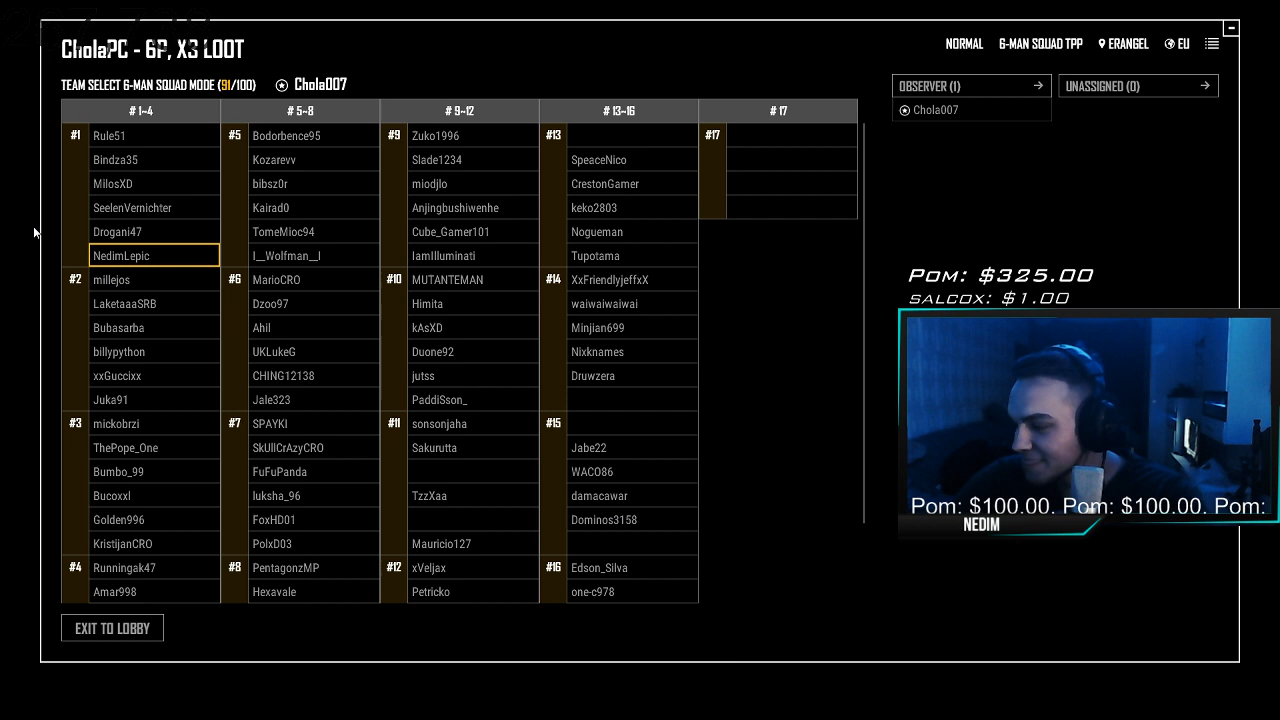 CholaPC - 6P, X3 LOOT
NORMAL 6-MAN SQUAD TPP ERANGEL EU
TEAM SELECT 6-MAN SQUAD MODE (91/100) Chola007
OBSERVER (1) UNASSIGNED (0)
Chola007
# 1~4 # 5~8 # 9~12 # 13~16 # 17
#1 Rule51 #5 Bodorbence95 #9 Zuko1996 #13 #17
Bindza35 Kozarevv Slade1234 SpeaceNico
MilosXD bibsz0r miodjlo CrestonGamer
SeelenVernichter Kairad0 Anjingbushiwenhe keko2803
Drogani47 TomeMioc94 Cube_Gamer101 Nogueman
NedimLepic I__Wolfman__I IamIlluminati Tupotama
#2 millejos #6 MarioCRO #10 MUTANTEMAN #14 XxFriendlyjeffxX
LaketaaaSRB Dzoo97 Himita waiwaiwaiwai
Bubasarba Ahil kAsXD Minjian699
billypython UKLukeG Duone92 Nixknames
xxGuccixx CHING12138 jutss Druwzera
Juka91 Jale323 PaddiSson_
#3 mickobrzi #7 SPAYKI #11 sonsonjaha #15
ThePope_One SkUllCrAzyCRO Sakurutta Jabe22
Bumbo_99 FuFuPanda WACO86
Bucoxxl luksha_96 TzzXaa damacawar
Golden996 FoxHD01 Dominos3158
KristijanCRO PolxD03 Mauricio127
#4 Runningak47 #8 PentagonzMP #12 xVeljax #16 Edson_Silva
Amar998 Hexavale Petricko one-c978
EXIT TO LOBBY
Pom: $325.00
salcox: $1.00
Pom: $100.00. Pom: $100.00. Pom:
NEDIM